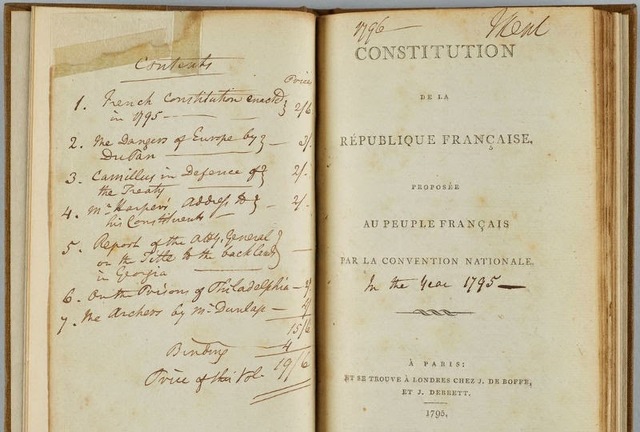 Contents
Price
1. French Constitution enacted } 2/6
in 1795
2. The Dangers of Europe by } 3/.
DuPan
3. Camillus in Defence of } 2/.
the Treaty
4. Mr. Harper's Address to } 2/.
his Constituents
5. Report of the Atty. General
on the Title to the back land }
in Georgia
6. On the Prisons of Philadelphia
7. The Archers by Mr. Dunlap
15/6
Binding 4
Price of this Vol. 19/6
1796
CONSTITUTION
DE LA
RÉPUBLIQUE FRANÇAISE,
PROPOSÉE
AU PEUPLE FRANÇAIS
PAR LA CONVENTION NATIONALE.
In the Year 1795
À PARIS:
ET SE TROUVE À LONDRES CHEZ J. DE BOFFE,
ET J. DEBRETT.
1795.